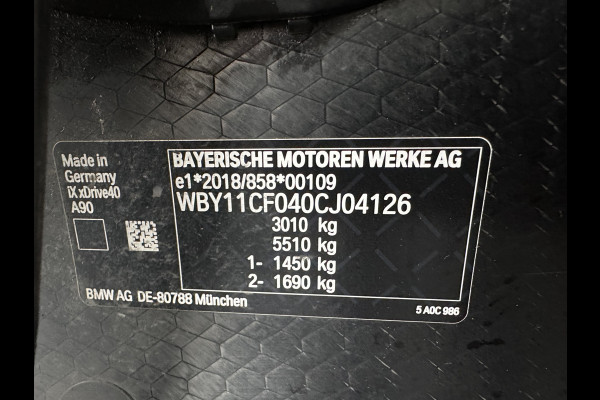 Made in
Germany
iX xDrive40
A90
BAYERISCHE MOTOREN WERKE AG
e1*2018/858*00109
WBY11CF040CJ04126
3010 kg
5510 kg
1- 1450 kg
2- 1690 kg
BMW AG DE-80788 München
5 A0C 986